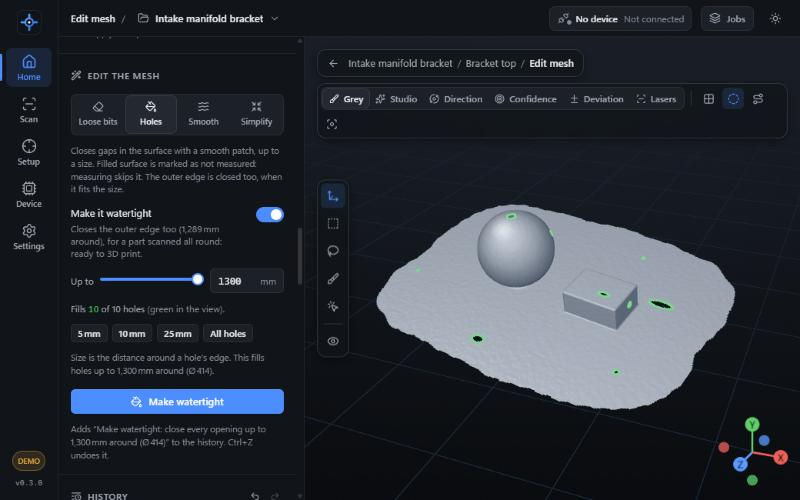 Edit mesh / Intake manifold bracket
No device Not connected
Jobs
Home
Scan
Setup
Device
Settings
DEMO
v0.3.0
EDIT THE MESH
Loose bits
Holes
Smooth
Simplify
Closes gaps in the surface with a smooth patch, up to
a size. Filled surface is marked as not measured:
measuring skips it. The outer edge is closed too, when
it fits the size.
Make it watertight
Closes the outer edge too (1,289 mm
around), for a part scanned all round:
ready to 3D print.
Up to 1300 mm
Fills 10 of 10 holes (green in the view).
5 mm 10 mm 25 mm All holes
Size is the distance around a hole's edge. This fills
holes up to 1,300 mm around (Ø 414).
Make watertight
Adds "Make watertight: close every opening up to
1,300 mm around (Ø 414)" to the history. Ctrl+Z
undoes it.
HISTORY
Intake manifold bracket / Bracket top / Edit mesh
Grey Studio Direction Confidence Deviation Lasers
Y
X
Z